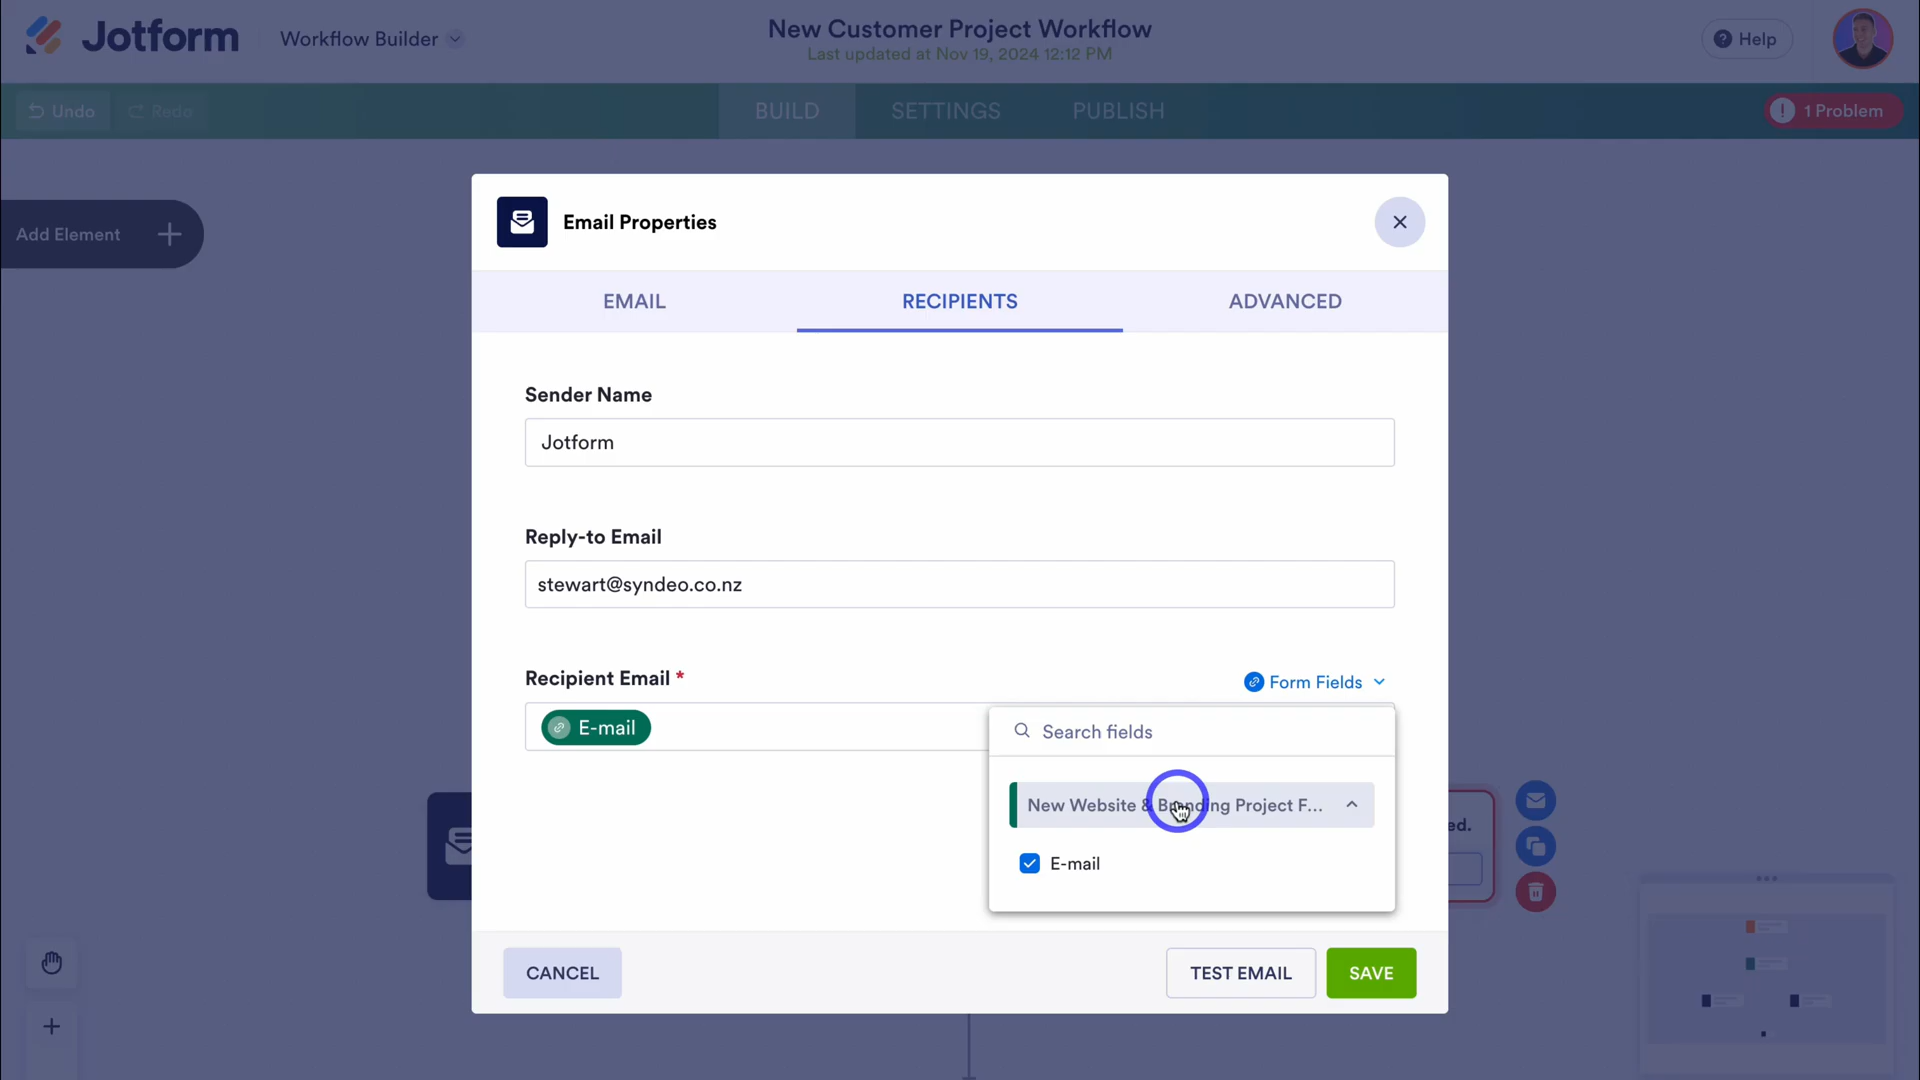 Jotform
Workflow Builder
New Customer Project Workflow
Last updated at Nov 19, 2024 12:12 PM
Help
Undo
Redo
BUILD
SETTINGS
PUBLISH
1 Problem
Add Element
Email Properties
EMAIL
RECIPIENTS
ADVANCED
Sender Name
Jotform
Reply-to Email
stewart@syndeo.co.nz
Recipient Email *
Form Fields
E-mail
Search fields
New Website & Branding Project F...
E-mail
ed.
CANCEL
TEST EMAIL
SAVE